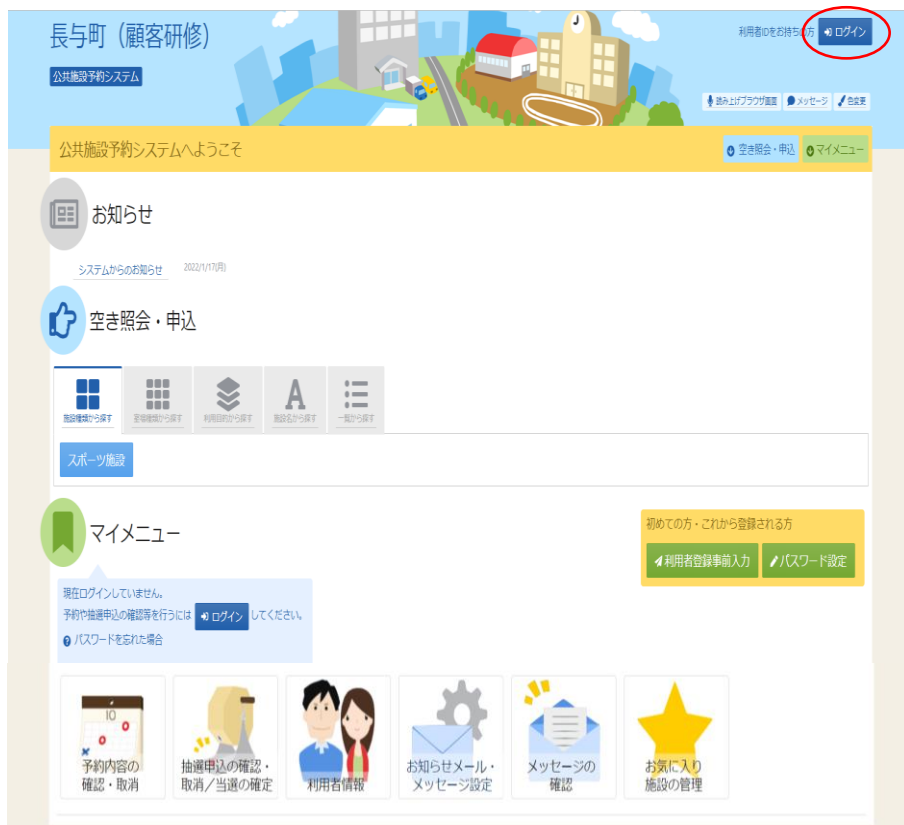 長与町（顧客研修）
利用者IDをお持ちの方 ログイン
公共施設予約システム
読み上げブラウザ画面 メッセージ 色変更
公共施設予約システムへようこそ
空き照会・申込 マイメニュー
お知らせ
システムからのお知らせ 2022/1/17(月)
空き照会・申込
施設種類から探す 室場種類から探す 利用目的から探す 施設名から探す 一覧から探す
スポーツ施設
マイメニュー
初めての方・これから登録される方
利用者登録事前入力 パスワード設定
現在ログインしていません。
予約や抽選申込の確認等を行うには ログイン してください。
パスワードを忘れた場合
10
予約内容の
確認・取消
抽選申込の確認・
取消/当選の確定
利用者情報
お知らせメール・
メッセージ設定
メッセージの
確認
お気に入り
施設の管理